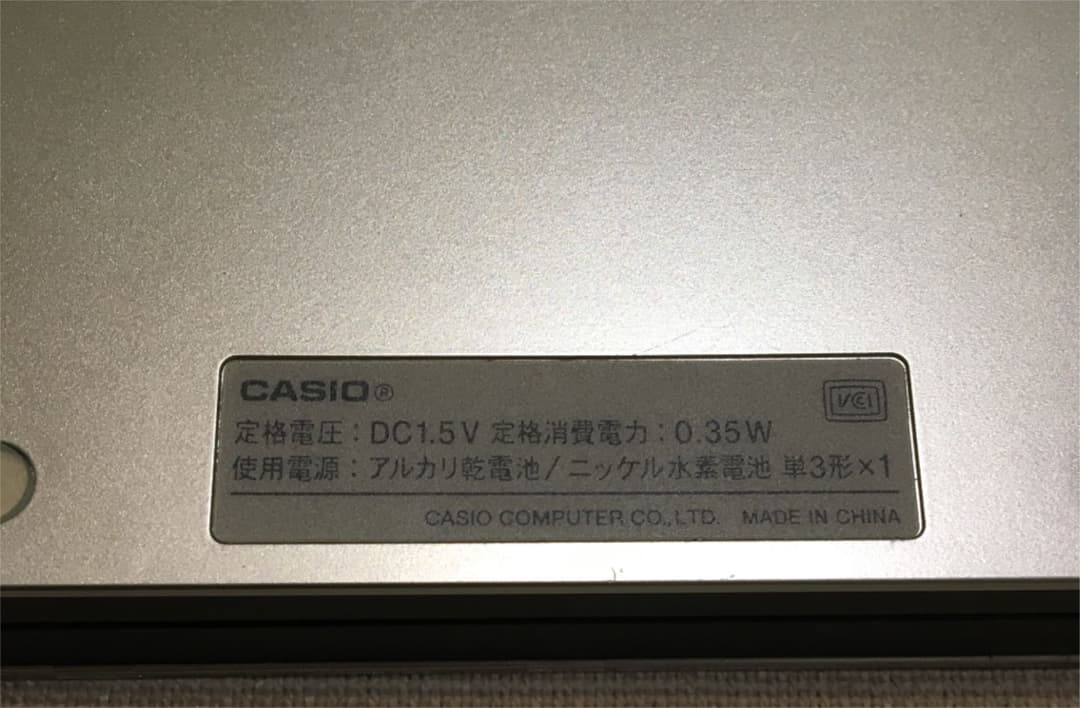 CASIO®
VCI
定格電圧：DC1.5V 定格消費電力：0.35W
使用電源：アルカリ乾電池/ニッケル水素電池 単3形×1
CASIO COMPUTER CO.,LTD. MADE IN CHINA